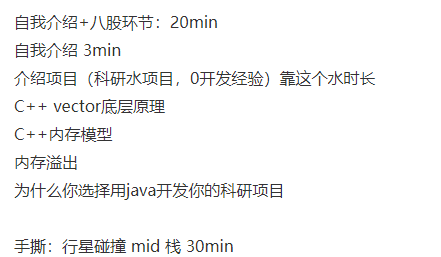 自我介绍+八股环节：20min
自我介绍 3min
介绍项目（科研水项目，0开发经验）靠这个水时长
C++ vector底层原理
C++内存模型
内存溢出
为什么你选择用java开发你的科研项目
手撕：行星碰撞 mid 栈 30min